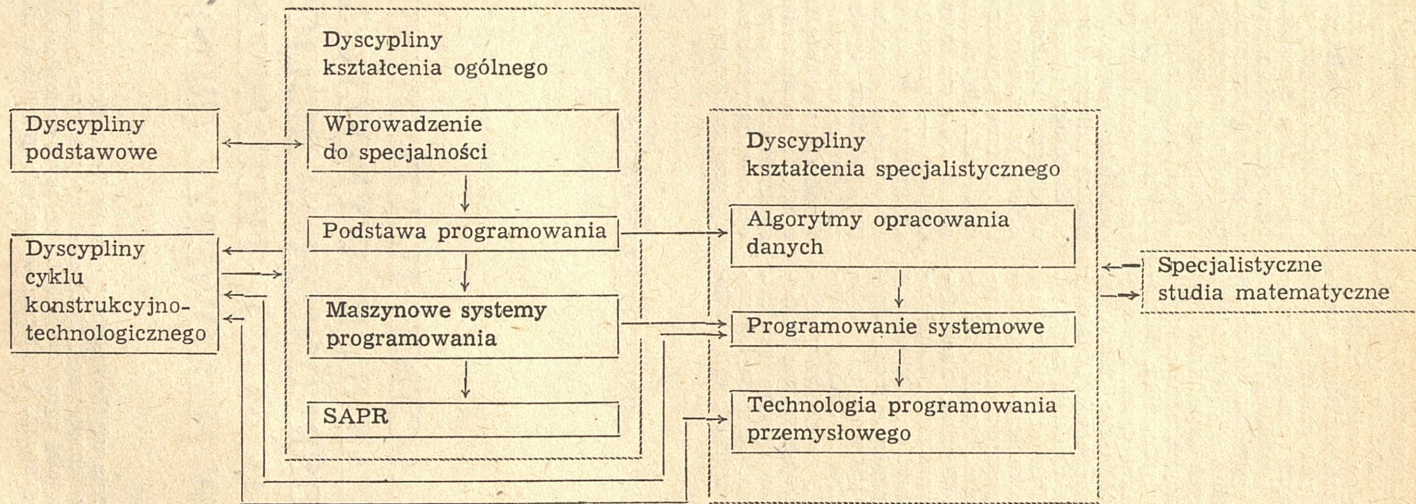 Dyscypliny
kształcenia ogólnego
Dyscypliny
podstawowe
Wprowadzenie
do specjalności
Podstawa programowania
Dyscypliny
cyklu
konstrukcyjno-
technologicznego
Maszynowe systemy
programowania
SAPR
Dyscypliny
kształcenia specjalistycznego
Algorytmy opracowania
danych
Programowanie systemowe
Technologia programowania
przemysłowego
Specjalistyczne
studia matematyczne